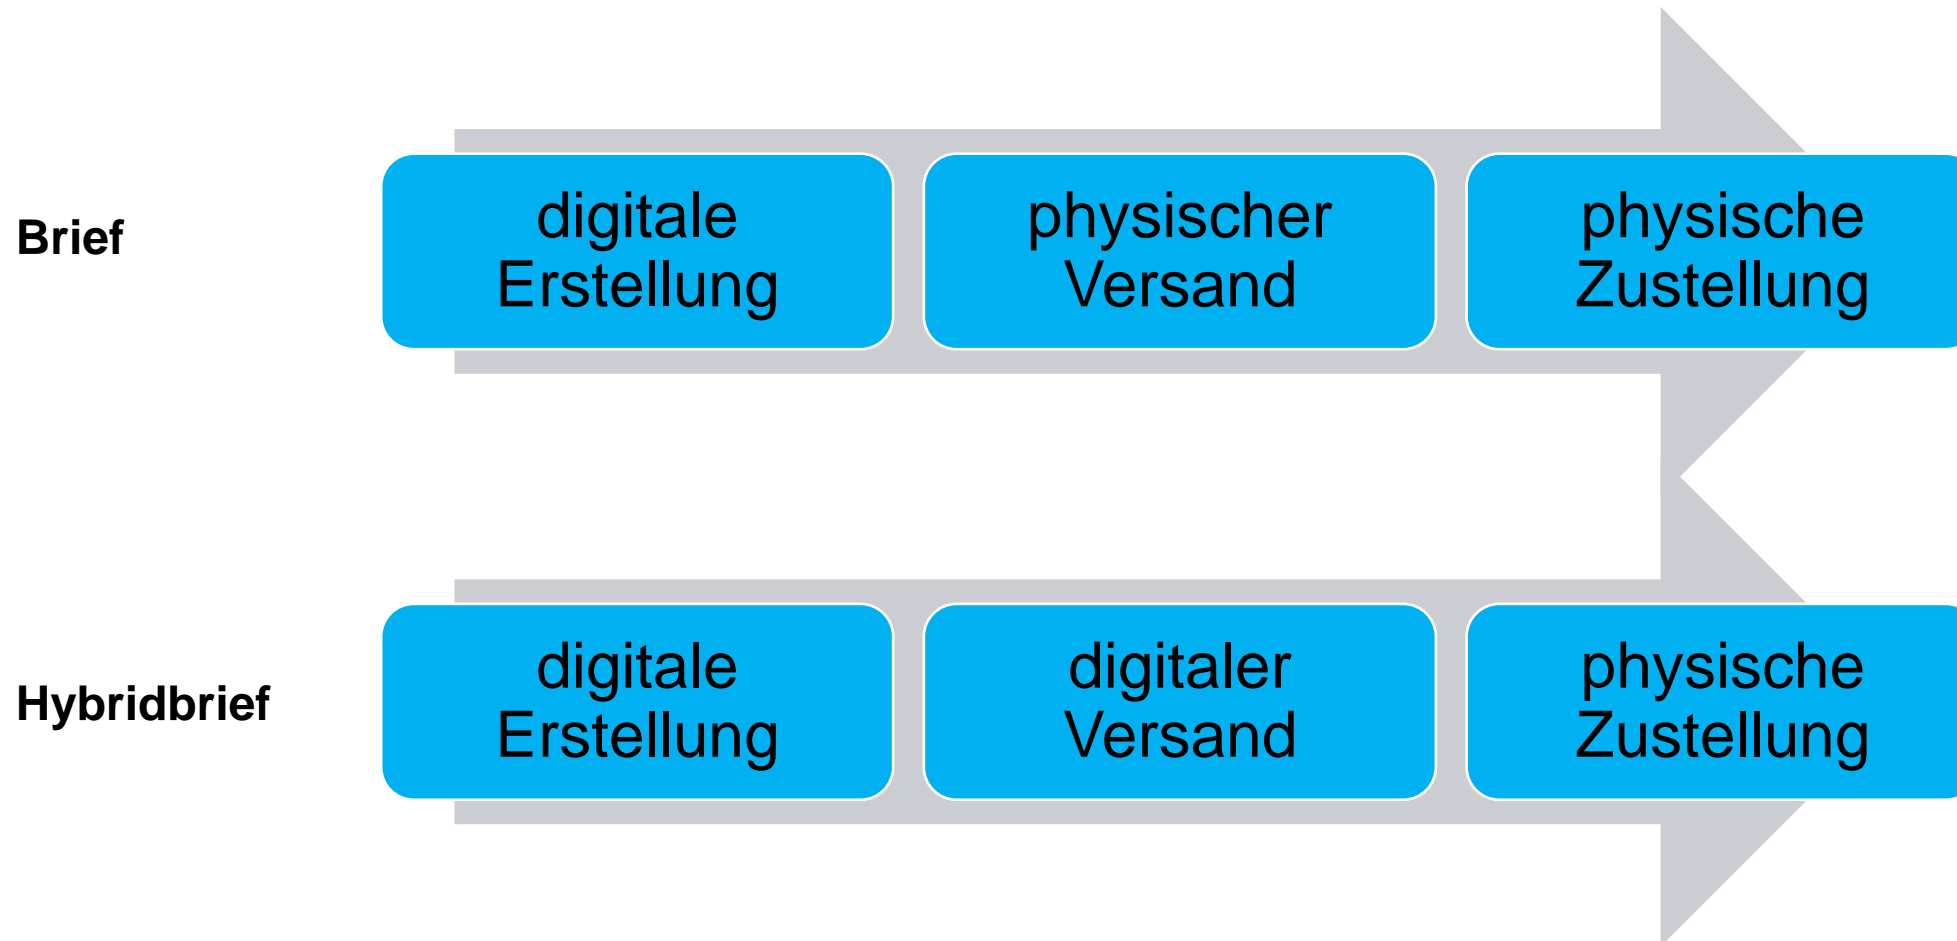 Brief
digitale
Erstellung
physischer
Versand
physische
Zustellung
Hybridbrief
digitale
Erstellung
digitaler
Versand
physische
Zustellung